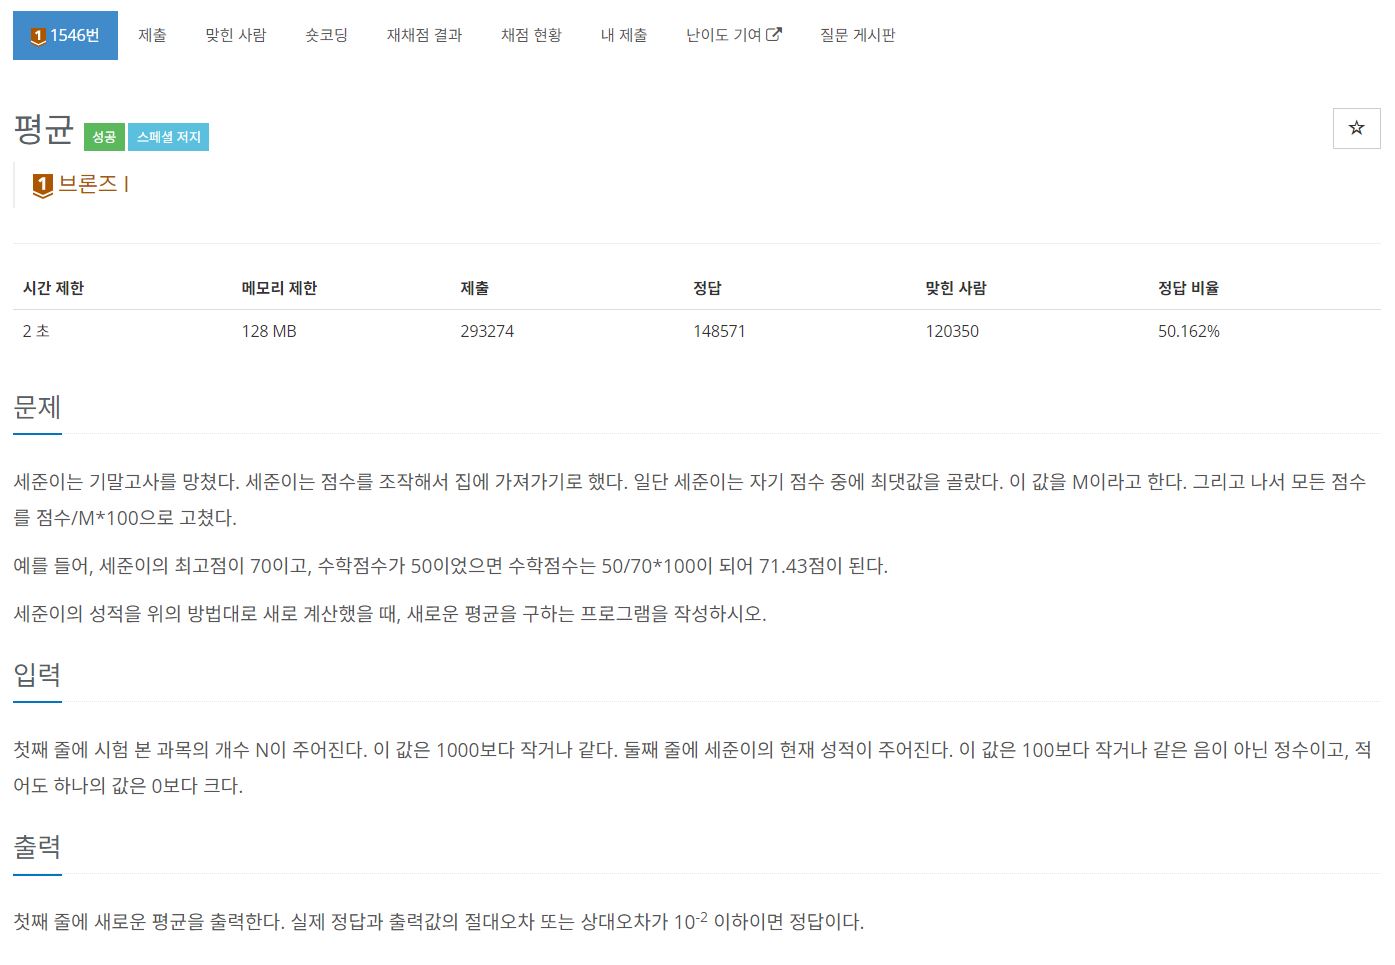 1 1546번 제출 맞힌 사람 숏코딩 재채점 결과 채점 현황 내 제출 난이도 기여 질문 게시판
평균 성공 스페셜 저지
1 브론즈 I
시간 제한 메모리 제한 제출 정답 맞힌 사람 정답 비율
2 초 128 MB 293274 148571 120350 50.162%
문제
세준이는 기말고사를 망쳤다. 세준이는 점수를 조작해서 집에 가져가기로 했다. 일단 세준이는 자기 점수 중에 최댓값을 골랐다. 이 값을 M이라고 한다. 그리고 나서 모든 점수
를 점수/M*100으로 고쳤다.
예를 들어, 세준이의 최고점이 70이고, 수학점수가 50이었으면 수학점수는 50/70*100이 되어 71.43점이 된다.
세준이의 성적을 위의 방법대로 새로 계산했을 때, 새로운 평균을 구하는 프로그램을 작성하시오.
입력
첫째 줄에 시험 본 과목의 개수 N이 주어진다. 이 값은 1000보다 작거나 같다. 둘째 줄에 세준이의 현재 성적이 주어진다. 이 값은 100보다 작거나 같은 음이 아닌 정수이고, 적
어도 하나의 값은 0보다 크다.
출력
첫째 줄에 새로운 평균을 출력한다. 실제 정답과 출력값의 절대오차 또는 상대오차가 10⁻² 이하이면 정답이다.